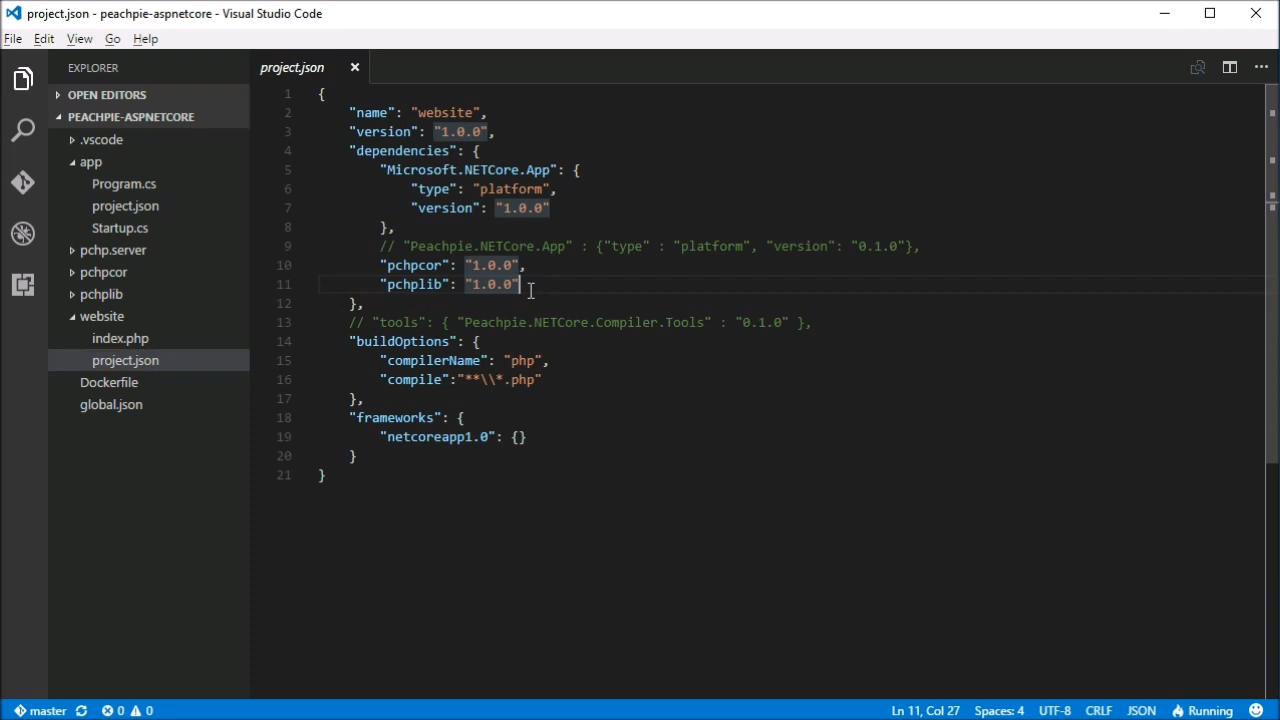 project.json - peachpie-aspnetcore - Visual Studio Code
File Edit View Go Help
EXPLORER
OPEN EDITORS
PEACHPIE-ASPNETCORE
.vscode
app
Program.cs
project.json
Startup.cs
pchp.server
pchpcor
pchplib
website
index.php
project.json
Dockerfile
global.json
project.json
1 {
2 "name": "website",
3 "version": "1.0.0",
4 "dependencies": {
5 "Microsoft.NETCore.App": {
6 "type": "platform",
7 "version": "1.0.0"
8 },
9 // "Peachpie.NETCore.App" : {"type" : "platform", "version": "0.1.0"},
10 "pchpcor": "1.0.0",
11 "pchplib": "1.0.0"
12 },
13 // "tools": { "Peachpie.NETCore.Compiler.Tools" : "0.1.0" },
14 "buildOptions": {
15 "compilerName": "php",
16 "compile":"**\\*.php"
17 },
18 "frameworks": {
19 "netcoreapp1.0": {}
20 }
21 }
master 0 0 Ln 11, Col 27 Spaces: 4 UTF-8 CRLF JSON Running